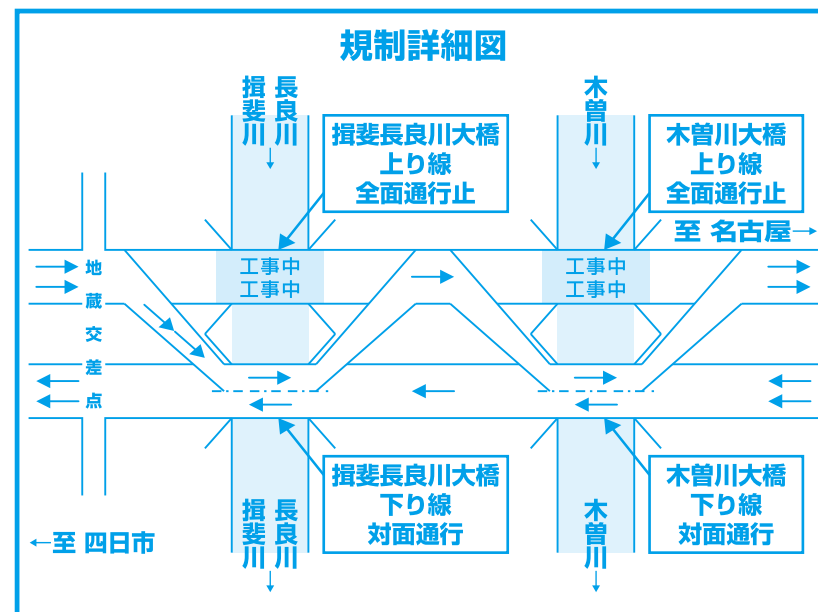 規制詳細図
揖斐川
長良川
木曽川
揖斐長良川大橋
上り線
全面通行止
木曽川大橋
上り線
全面通行止
至 名古屋
地蔵交差点
工事中
工事中
工事中
工事中
揖斐長良川大橋
下り線
対面通行
木曽川大橋
下り線
対面通行
揖斐川
長良川
木曽川
至 四日市